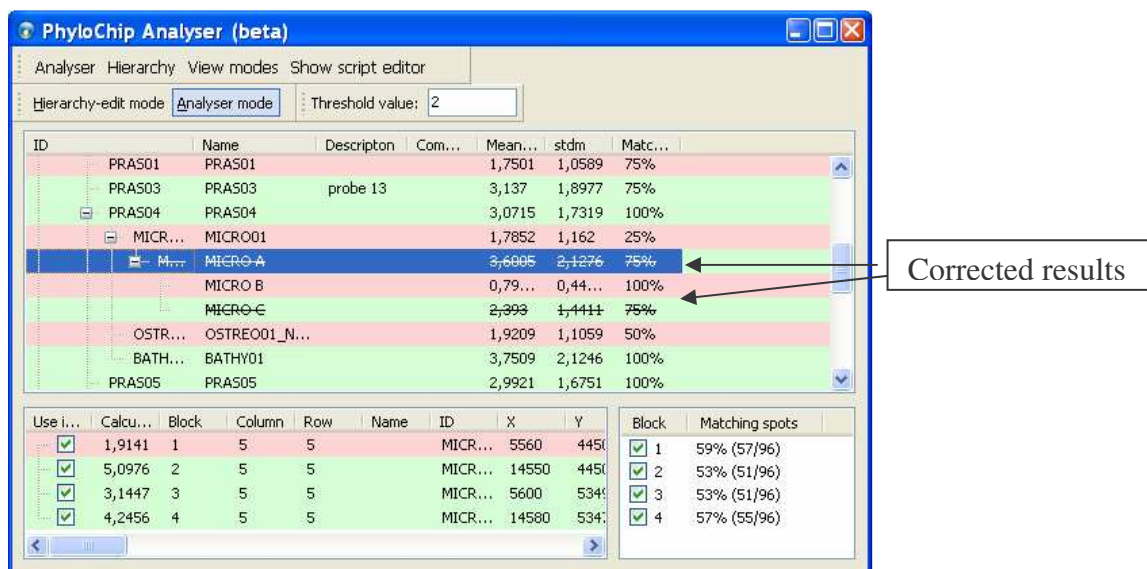 PhyloChip Analyser (beta)
Analyser Hierarchy View modes Show script editor
Hierarchy-edit mode Analyser mode Threshold value: 2
ID Name Descripton Com... Mean... stdm Matc...
PRAS01 PRAS01 1,7501 1,0589 75%
PRAS03 PRAS03 probe 13 3,137 1,8977 75%
PRAS04 PRAS04 3,0715 1,7319 100%
MICR... MICRO01 1,7852 1,162 25%
M... MICRO A 3,6005 2,1276 75%
MICRO B 0,79... 0,44... 100%
MICRO C 2,393 1,4411 75%
OSTR... OSTREO01_N... 1,9209 1,1059 50%
BATH... BATHY01 3,7509 2,1246 100%
PRAS05 PRAS05 2,9921 1,6751 100%
Corrected results
Use i... Calcu... Block Column Row Name ID X Y
1,9141 1 5 5 MICR... 5560 445
5,0976 2 5 5 MICR... 14550 445
3,1447 3 5 5 MICR... 5600 534
4,2456 4 5 5 MICR... 14580 534
Block Matching spots
1 59% (57/96)
2 53% (51/96)
3 53% (51/96)
4 57% (55/96)